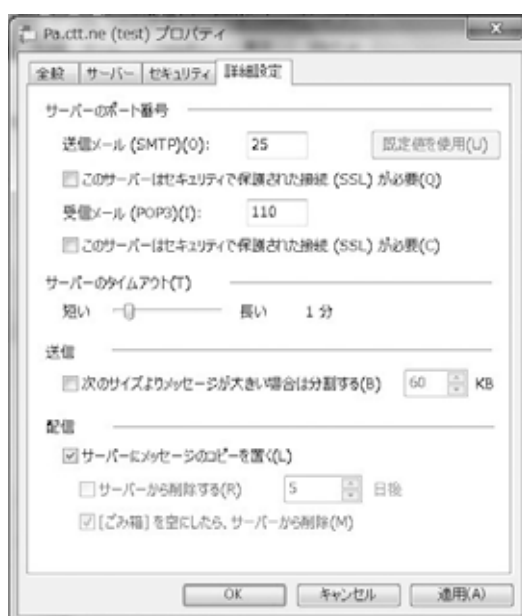 Pa.ctt.ne (test) プロパティ
全般 サーバー セキュリティ 詳細設定
サーバーのポート番号
送信メール (SMTP)(O): 25 既定値を使用(U)
このサーバーはセキュリティで保護された接続 (SSL) が必要(Q)
受信メール (POP3)(I): 110
このサーバーはセキュリティで保護された接続 (SSL) が必要(C)
サーバーのタイムアウト(T)
短い 長い 1 分
送信
次のサイズよりメッセージが大きい場合は分割する(B) 60 KB
配信
サーバーにメッセージのコピーを置く(L)
サーバーから削除する(R) 5 日後
[ごみ箱] を空にしたら、サーバーから削除(M)
OK キャンセル 適用(A)